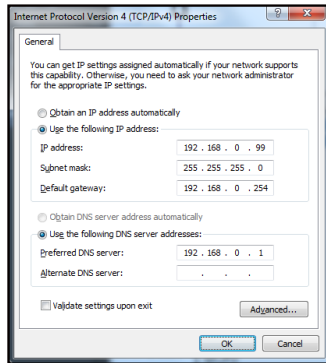 Internet Protocol Version 4 (TCP/IPv4) Properties
General
You can get IP settings assigned automatically if your network supports
this capability. Otherwise, you need to ask your network administrator
for the appropriate IP settings.
Obtain an IP address automatically
Use the following IP address:
IP address: 192 . 168 . 0 . 99
Subnet mask: 255 . 255 . 255 . 0
Default gateway: 192 . 168 . 0 . 254
Obtain DNS server address automatically
Use the following DNS server addresses:
Preferred DNS server: 192 . 168 . 0 . 1
Alternate DNS server: . . .
Validate settings upon exit
Advanced...
OK Cancel